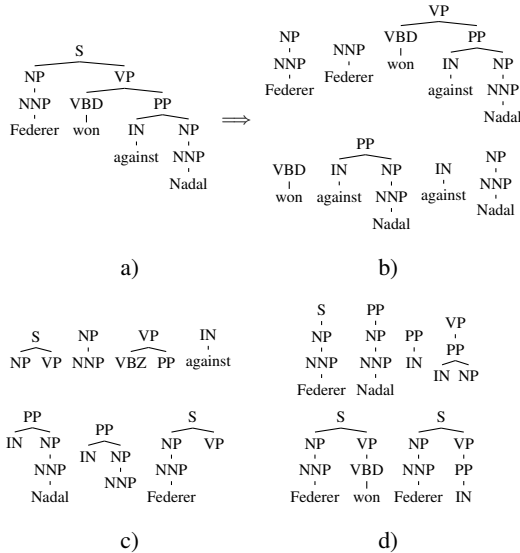 S
NP VP
NNP VBD PP
Federer won IN NP
against NNP
Nadal
⟹
a)
VP
NP VBD PP
NNP NNP won IN NP
Federer Federer against NNP
Nadal
PP
VBD IN NP IN NP
won against NNP against NNP
Nadal Nadal
b)
S NP VP IN
NP VP NNP VBZ PP against
PP PP S
IN NP IN NP NP VP
NNP NNP NNP
Nadal Federer
c)
S PP VP
NP NP PP PP
NNP NNP IN IN NP
Federer Nadal
S S
NP VP NP VP
NNP VBD NNP PP
Federer won Federer IN
d)